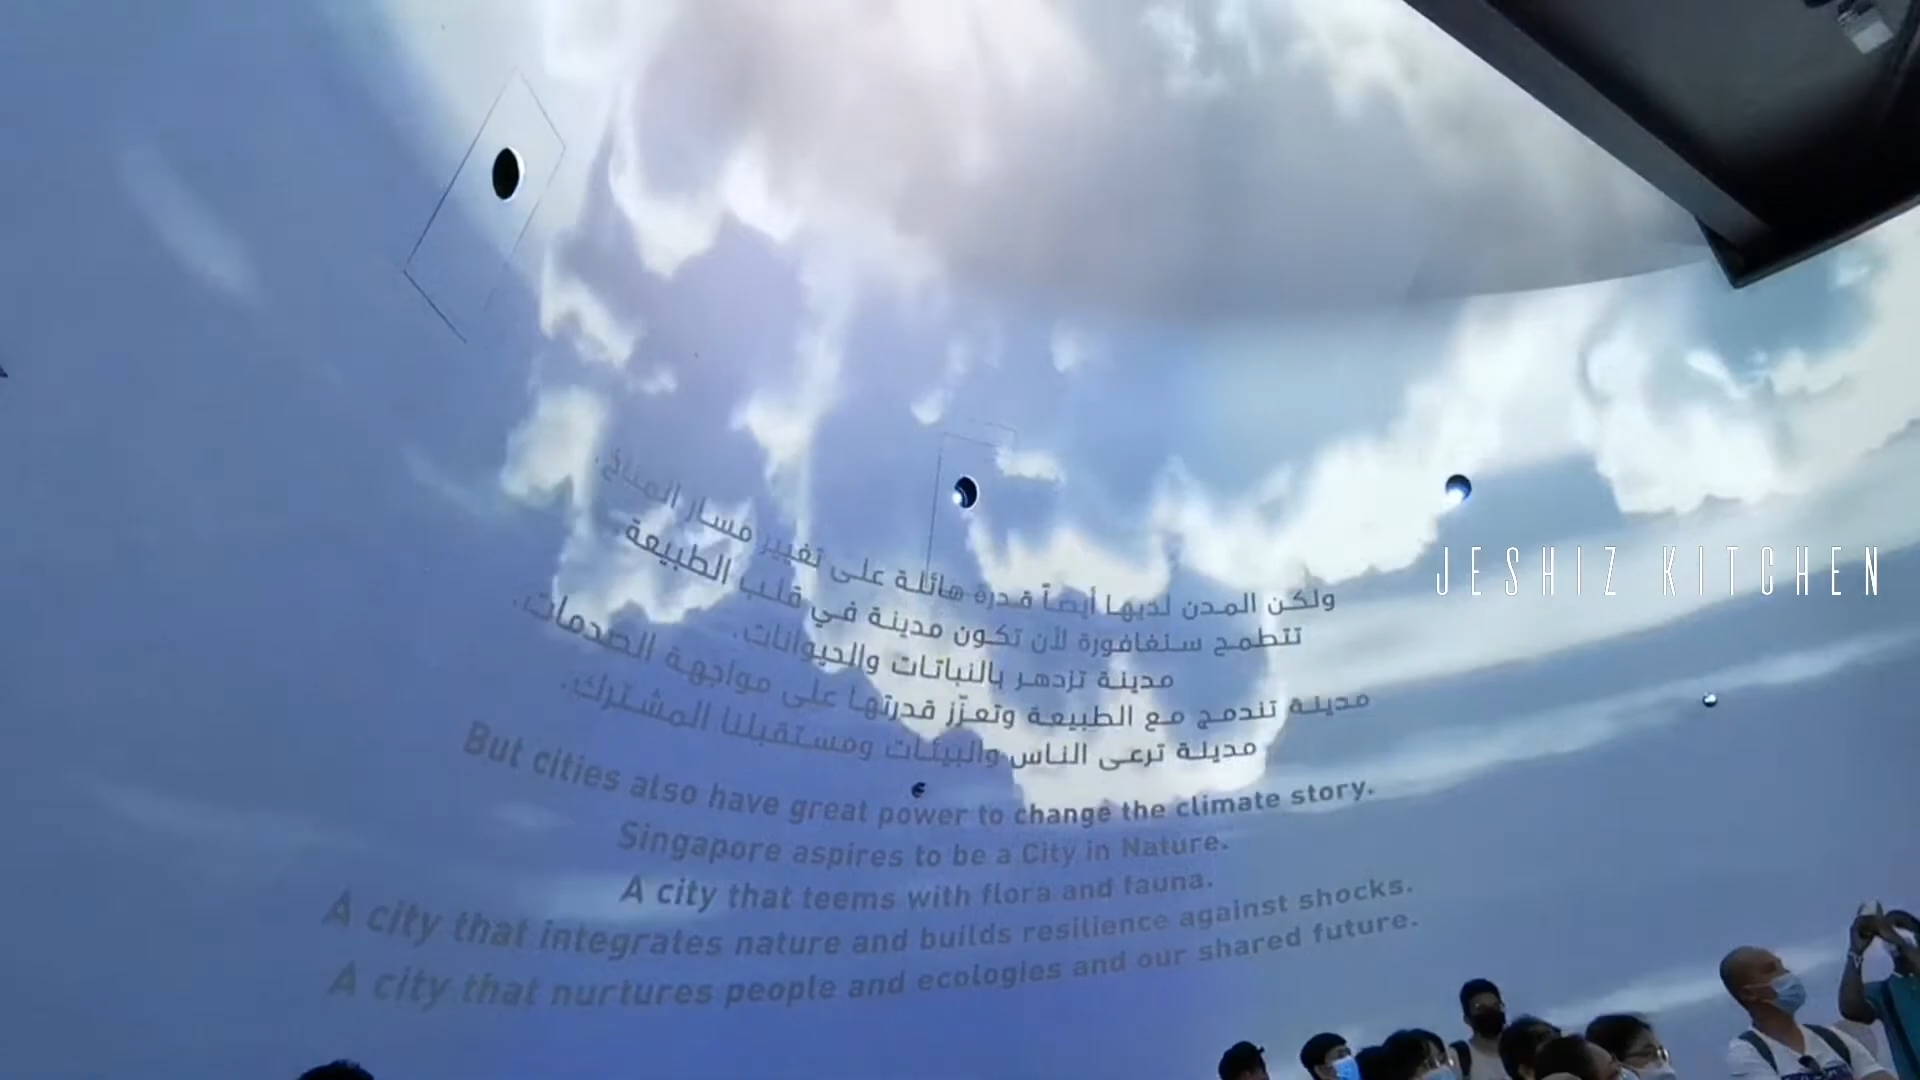 ولكن المدن لديها أيضاً قدرة هائلة على تغيير مسار المناخ.
تتطمح سنغافورة لأن تكون مدينة في قلب الطبيعة.
مدينة تزدهر بالنباتات والحيوانات.
مدينة تندمج مع الطبيعة وتعزّز قدرتها على مواجهة الصدمات.
مدينة ترعى الناس والبيئات ومستقبلنا المشترك.
But cities also have great power to change the climate story.
Singapore aspires to be a City in Nature.
A city that teems with flora and fauna.
A city that integrates nature and builds resilience against shocks.
A city that nurtures people and ecologies and our shared future.
JESHIZ KITCHEN